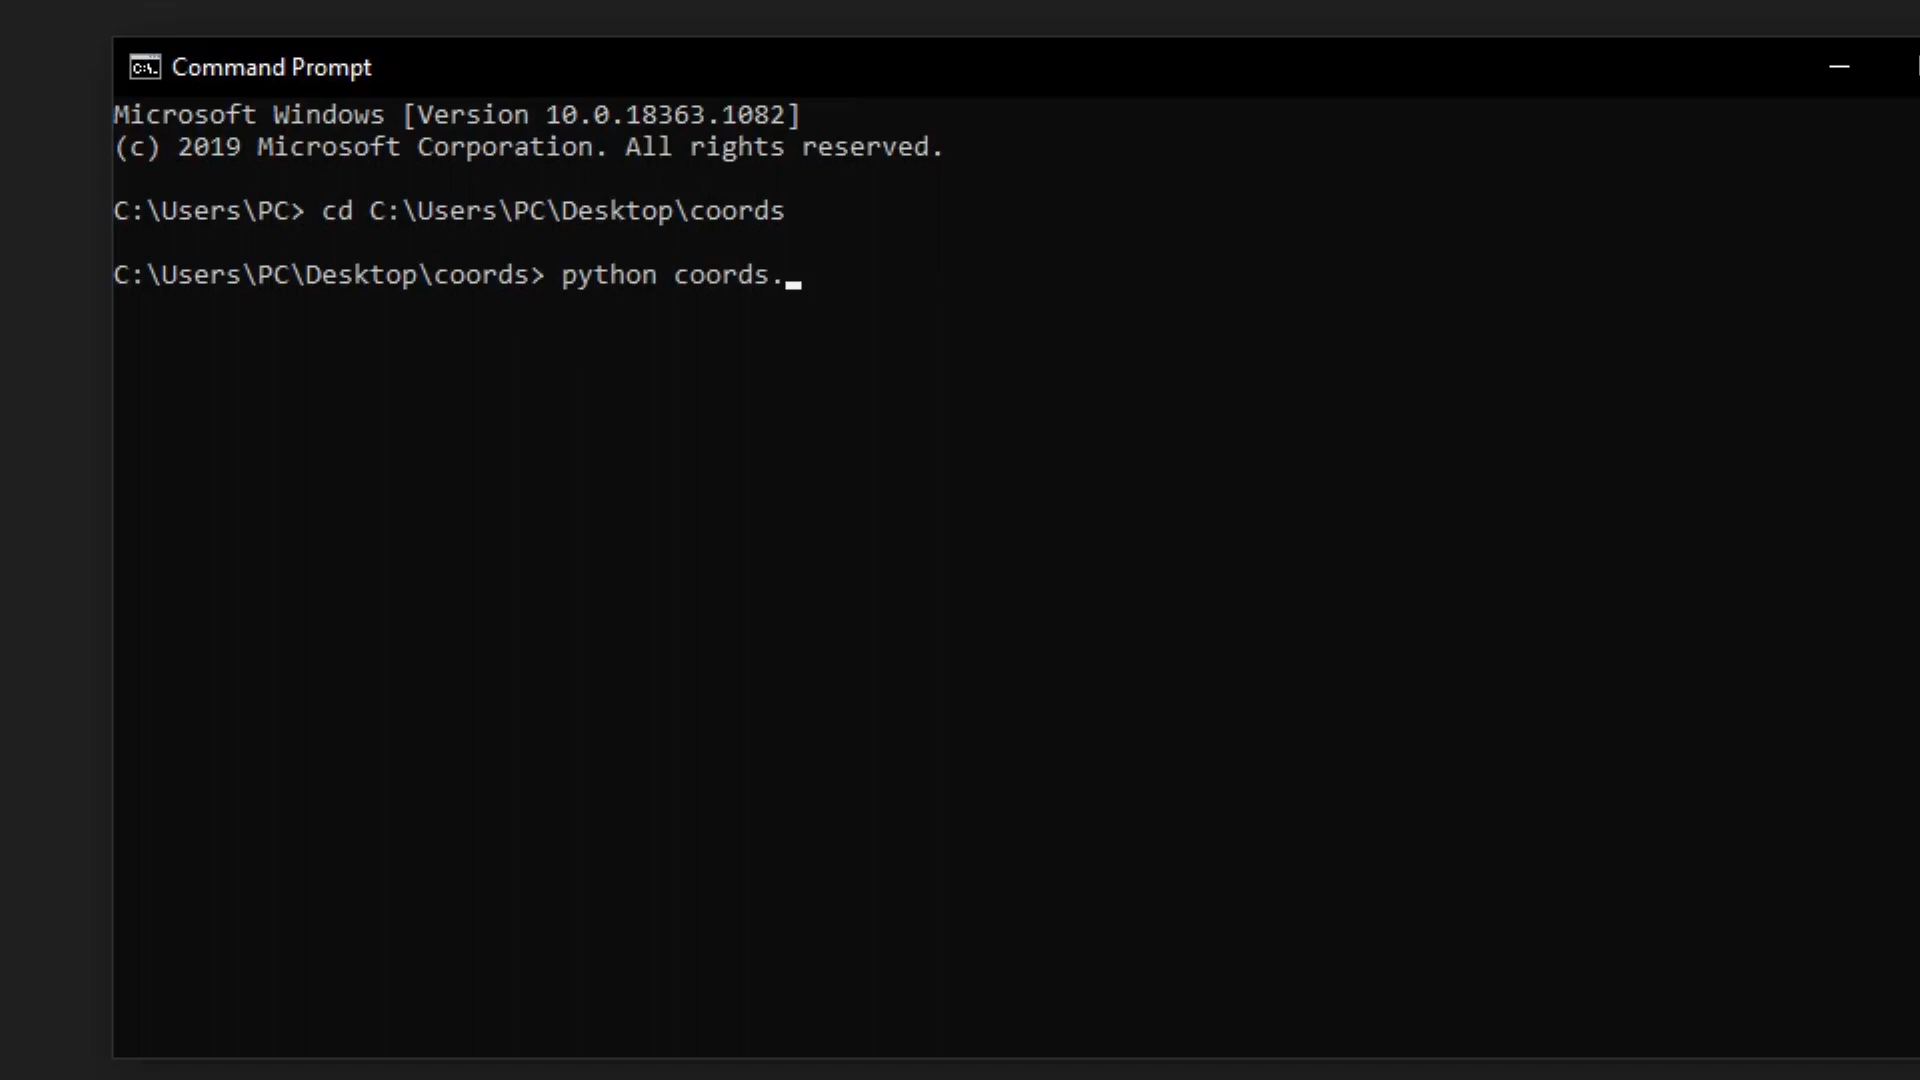 Command Prompt
Microsoft Windows [Version 10.0.18363.1082]
(c) 2019 Microsoft Corporation. All rights reserved.
C:\Users\PC> cd C:\Users\PC\Desktop\coords
C:\Users\PC\Desktop\coords> python coords.